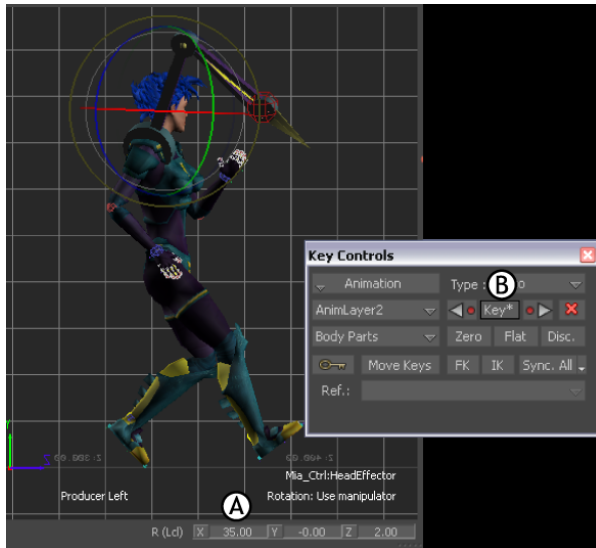 Key Controls
Animation
Type :
B
AnimLayer2
Key*
Body Parts
Zero
Flat
Disc.
Move Keys
FK
IK
Sync. All
Ref.:
Mia_Ctrl:HeadEffector
Producer Left
A
Rotation: Use manipulator
R (Lcl) X 35.00 Y -0.00 Z 2.00